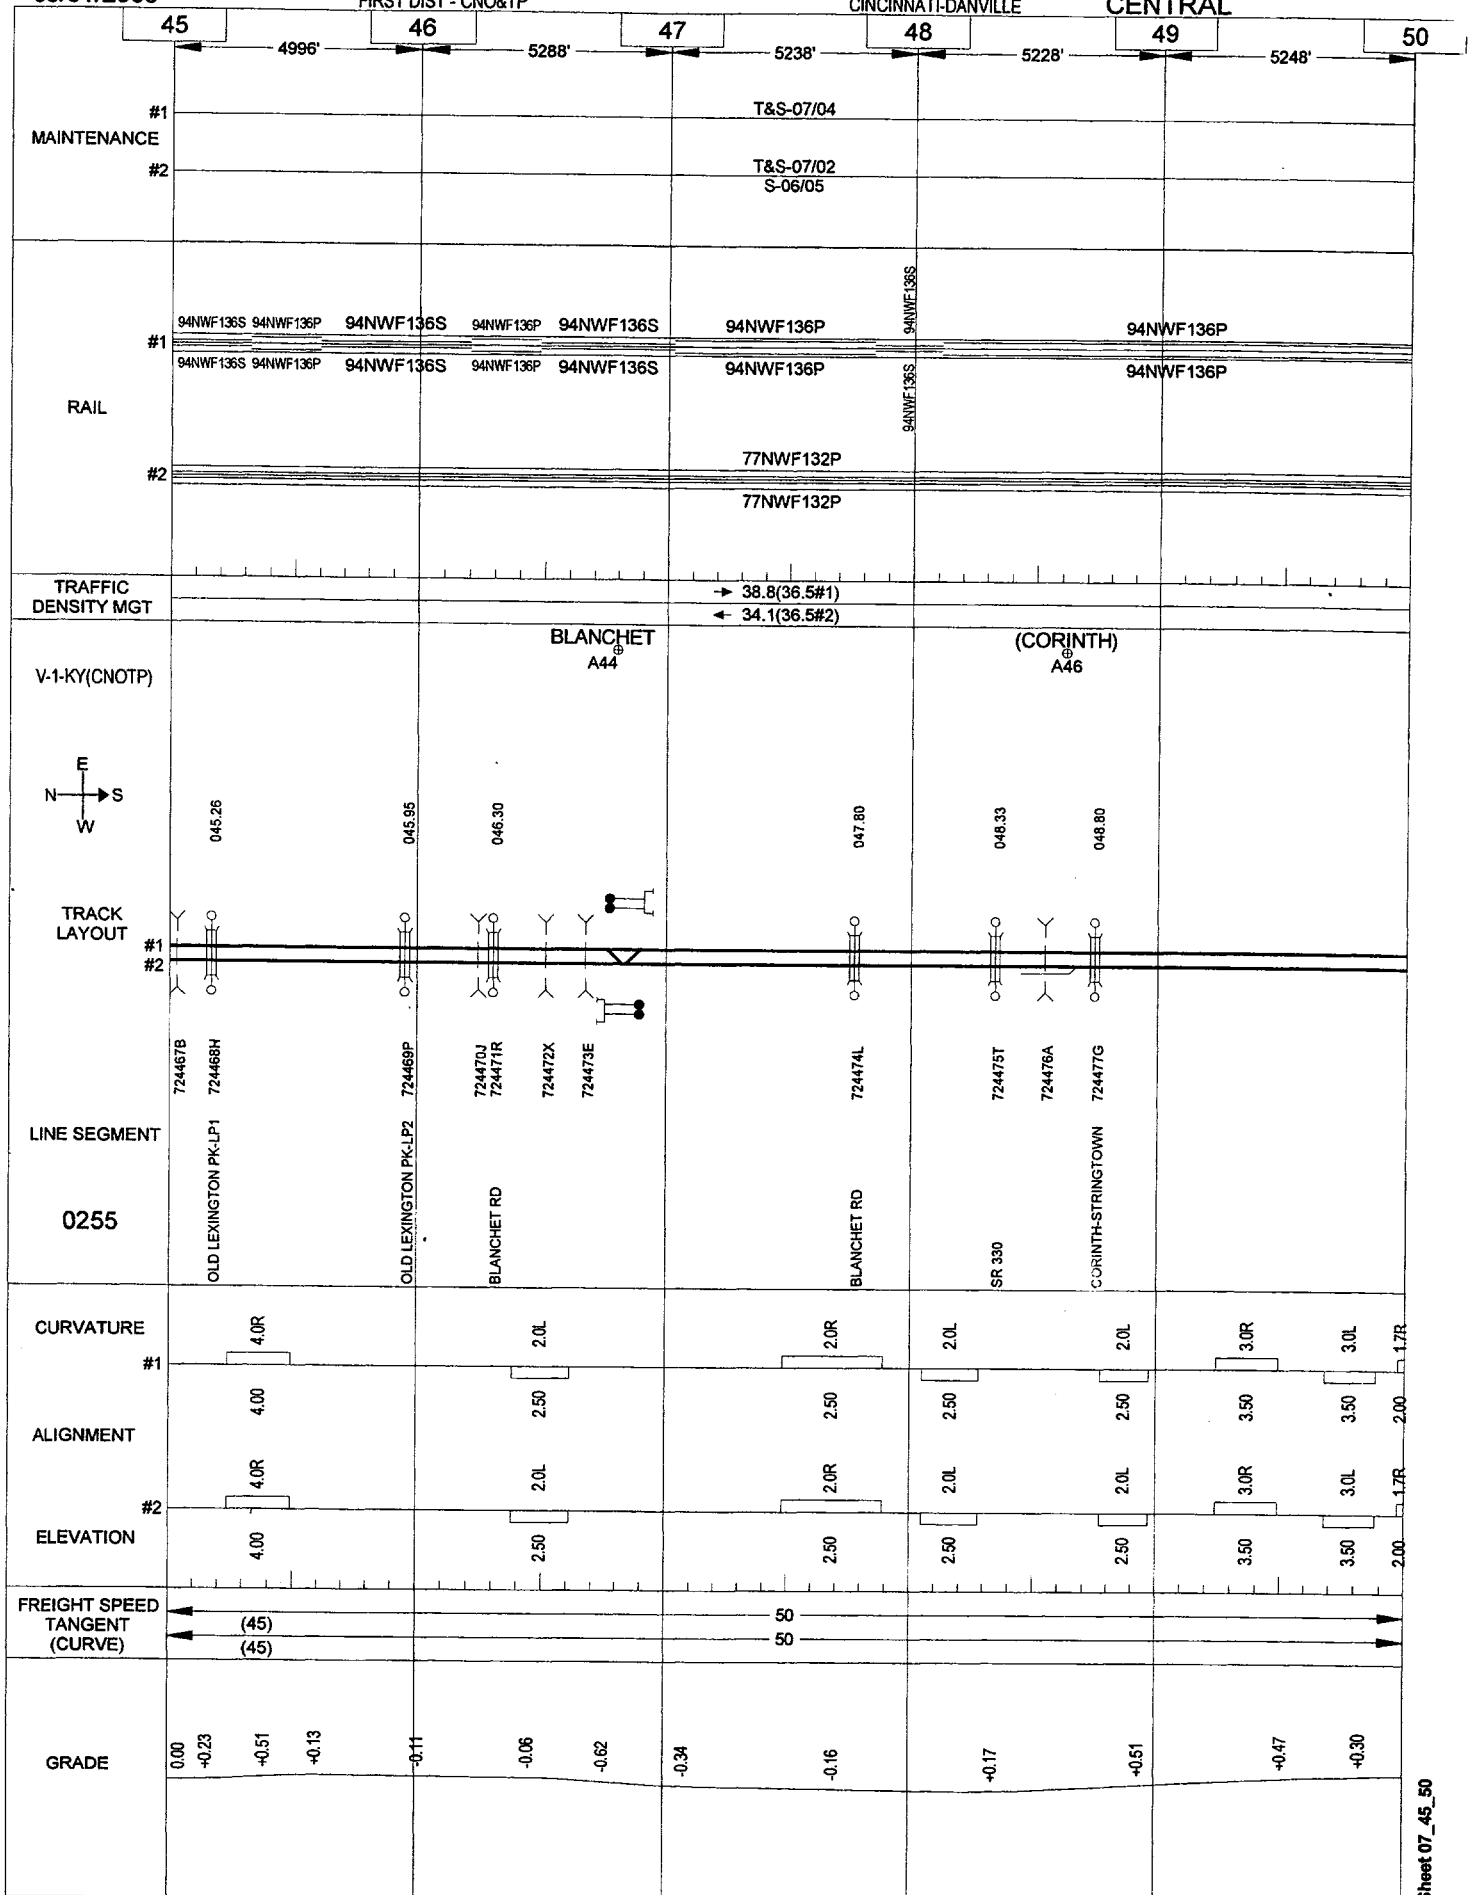 FIRST DIST - CNO&TP
CINCINNATI-DANVILLE
CENTRAL
45 46 47 48 49 50
4996' 5288' 5238' 5228' 5248'
MAINTENANCE
#1
T&S-07/04
#2
T&S-07/02
S-06/05
RAIL
94NWF136S 94NWF136P 94NWF136S 94NWF136P 94NWF136S 94NWF136P 94NWF136S 94NWF136P
#1
94NWF136S 94NWF136P 94NWF136S 94NWF136P 94NWF136S 94NWF136P 94NWF136S 94NWF136P
77NWF132P
#2
77NWF132P
TRAFFIC
DENSITY MGT
→ 38.8(36.5#1)
← 34.1(36.5#2)
V-1-KY(CNOTP)
BLANCHET
A44
(CORINTH)
A46
E
N S
W
045.26 045.95 046.30 047.80 048.33 048.80
TRACK
LAYOUT
#1
#2
724467B 724468H 724469P 724470J 724471R 724472X 724473E 724474L 724475T 724476A 724477G
LINE SEGMENT
0255
OLD LEXINGTON PK-LP1
OLD LEXINGTON PK-LP2
BLANCHET RD
BLANCHET RD
SR 330
CORINTH-STRINGTOWN
CURVATURE
#1
4.0R 2.0L 2.0R 2.0L 2.0L 3.0R 3.0L 1.7R
4.00 2.50 2.50 2.50 2.50 3.50 3.50 2.00
ALIGNMENT
#2
4.0R 2.0L 2.0R 2.0L 2.0L 3.0R 3.0L 1.7R
ELEVATION
4.00 2.50 2.50 2.50 2.50 3.50 3.50 2.00
FREIGHT SPEED
TANGENT
(CURVE)
(45) 50
(45) 50
GRADE
0.00 +0.23 +0.51 +0.13 -0.11 -0.06 -0.62 -0.34 -0.16 +0.17 +0.51 +0.47 +0.30
Sheet 07_45_50